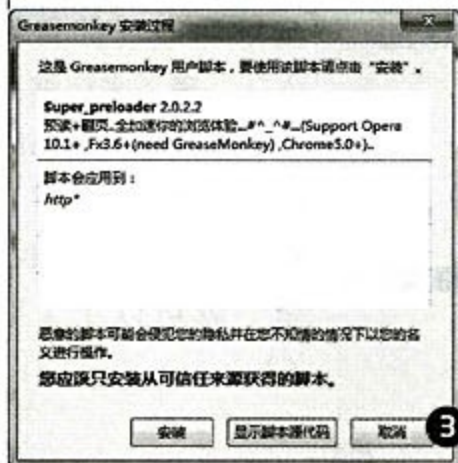 Greasemonkey 安装过程
这是 Greasemonkey 用户脚本，要使用该脚本请点击“安装”。
Super_preloader 2.0.2.2
预读+翻页..全加速你的浏览体验...#^_^#...(Support Opera
10.1+ ,Fx3.6+(need GreaseMonkey) ,Chrome5.0+)..
脚本会应用到：
http*
恶意的脚本可能会侵犯您的隐私并在您不知情的情况下以您的名
义进行操作。
您应该只安装从可信任来源获得的脚本。
安装
显示脚本源代码
取消
3